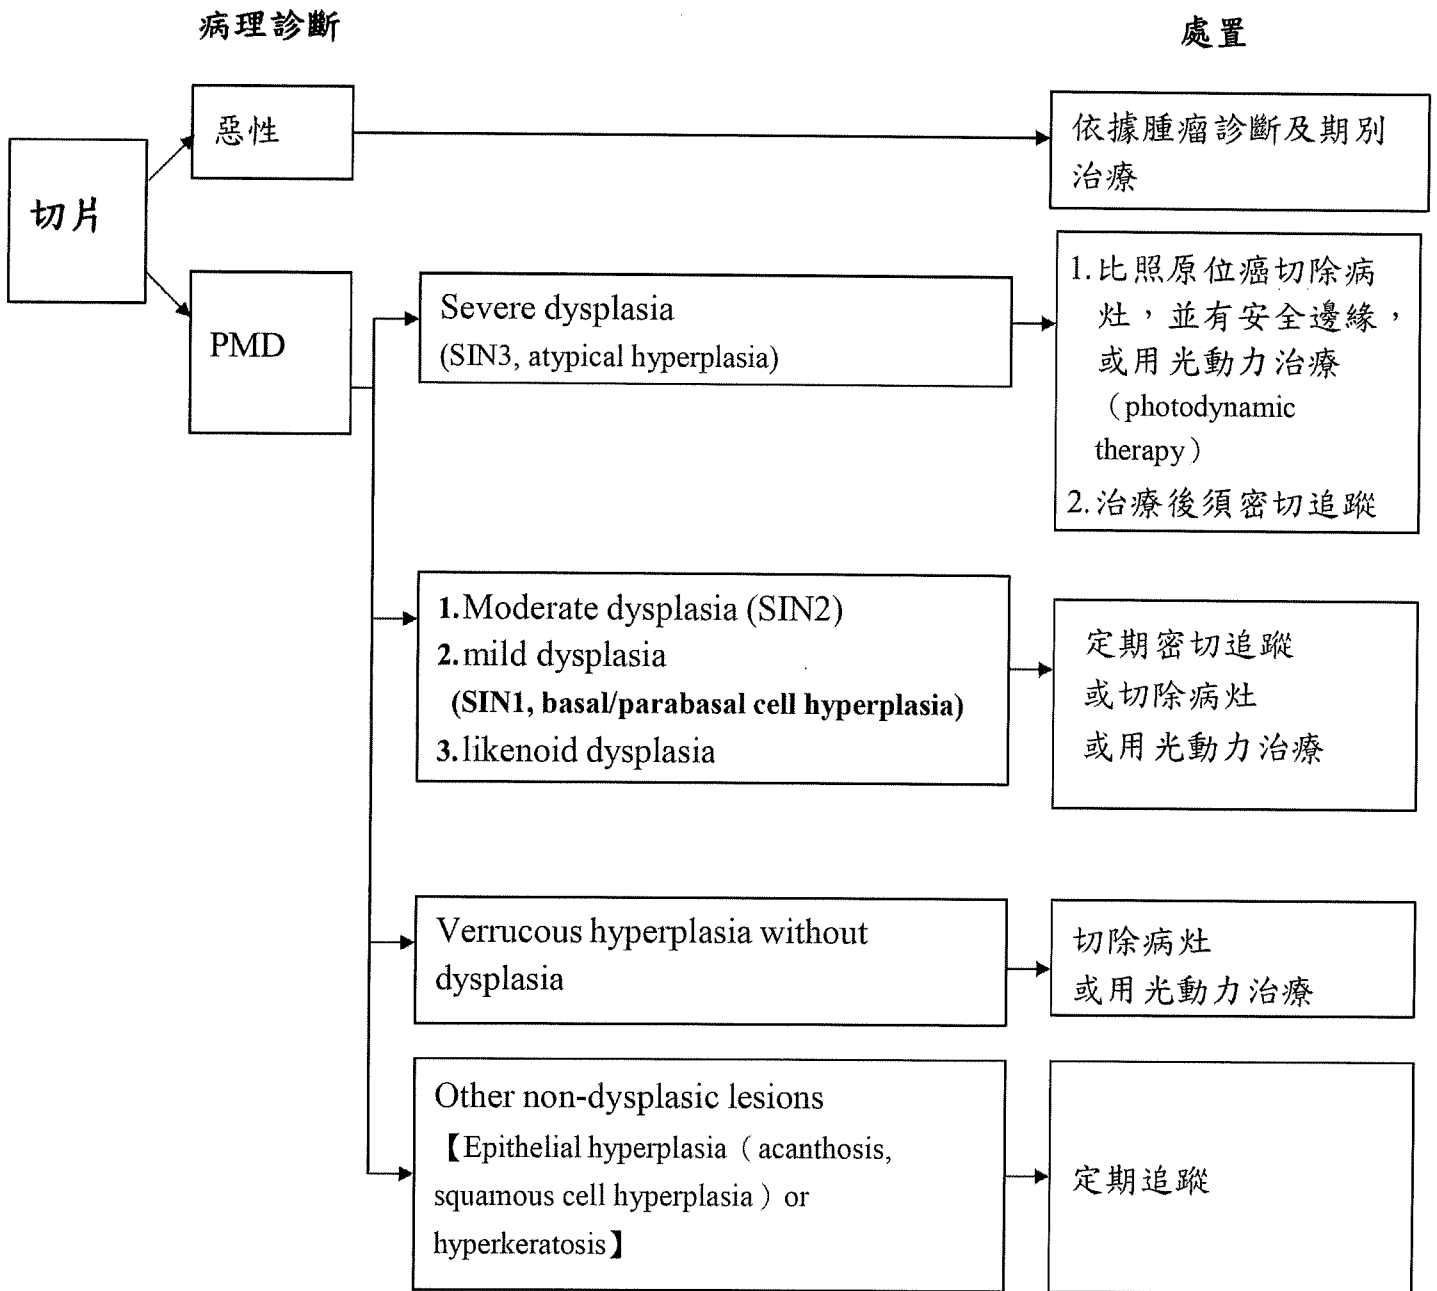 病理診斷
處置
切片
惡性
依據腫瘤診斷及期別
治療
PMD
Severe dysplasia
(SIN3, atypical hyperplasia)
1.比照原位癌切除病
灶，並有安全邊緣，
或用光動力治療
（photodynamic
therapy）
2.治療後須密切追蹤
1.Moderate dysplasia (SIN2)
2.mild dysplasia
(SIN1, basal/parabasal cell hyperplasia)
3.likenoid dysplasia
定期密切追蹤
或切除病灶
或用光動力治療
Verrucous hyperplasia without
dysplasia
切除病灶
或用光動力治療
Other non-dysplasic lesions
【Epithelial hyperplasia（acanthosis,
squamous cell hyperplasia）or
hyperkeratosis】
定期追蹤